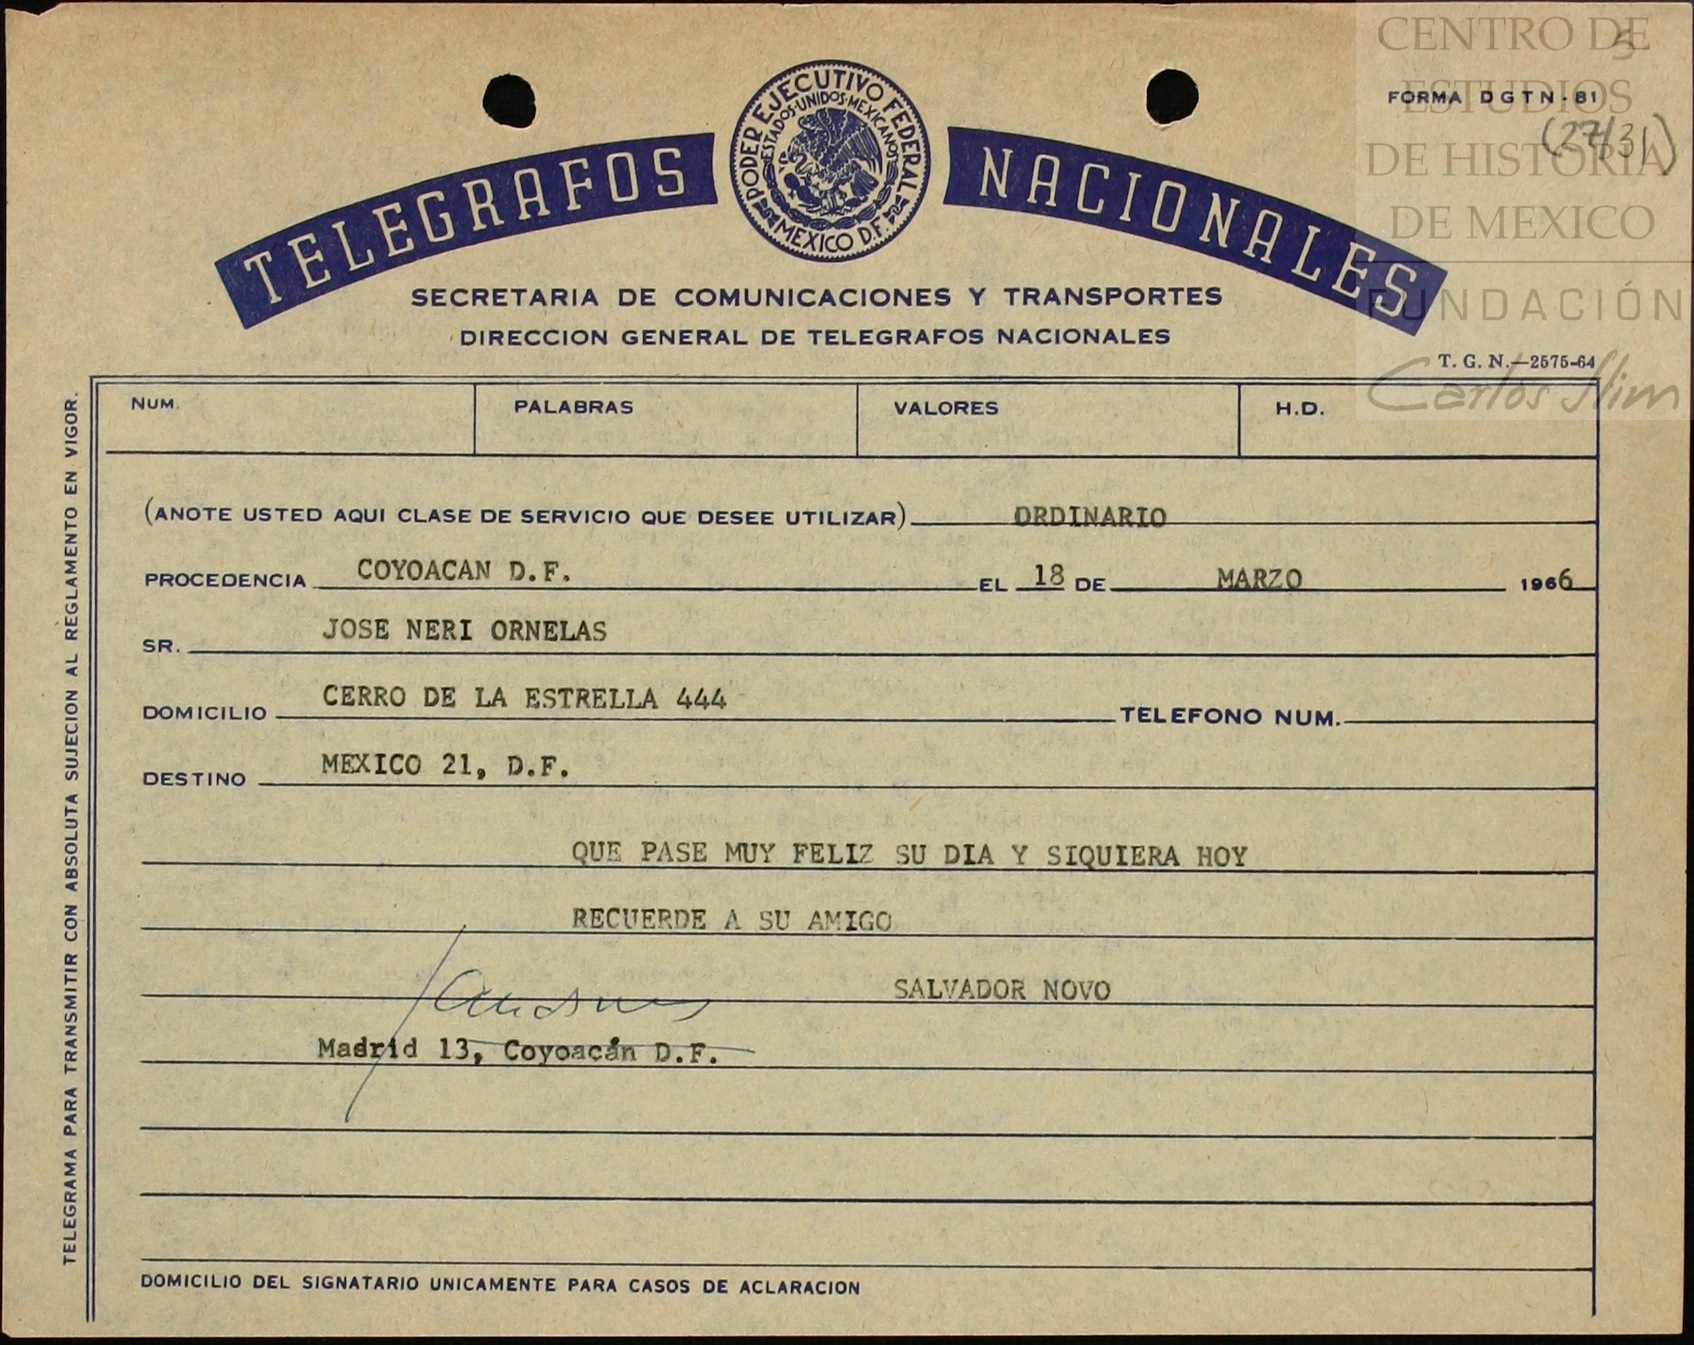 CENTRO DE
ESTUDIOS
DE HISTORIA
DE MEXICO
FUNDACIÓN
Carlos Slim
5
FORMA DGTN-81
(27/31)
PODER EJECUTIVO FEDERAL
ESTADOS·UNIDOS·MEXICANOS
MEXICO D.F.
TELEGRAFOS NACIONALES
SECRETARIA DE COMUNICACIONES Y TRANSPORTES
DIRECCION GENERAL DE TELEGRAFOS NACIONALES
T. G. N.—2575-64
NUM. PALABRAS VALORES H.D.
(ANOTE USTED AQUI CLASE DE SERVICIO QUE DESEE UTILIZAR) ORDINARIO
PROCEDENCIA COYOACAN D.F. EL 18 DE MARZO 1966
SR. JOSE NERI ORNELAS
DOMICILIO CERRO DE LA ESTRELLA 444 TELEFONO NUM.
DESTINO MEXICO 21, D.F.
QUE PASE MUY FELIZ SU DIA Y SIQUIERA HOY
RECUERDE A SU AMIGO
SALVADOR NOVO
Madrid 13, Coyoacán D.F.
DOMICILIO DEL SIGNATARIO UNICAMENTE PARA CASOS DE ACLARACION
TELEGRAMA PARA TRANSMITIR CON ABSOLUTA SUJECION AL REGLAMENTO EN VIGOR.